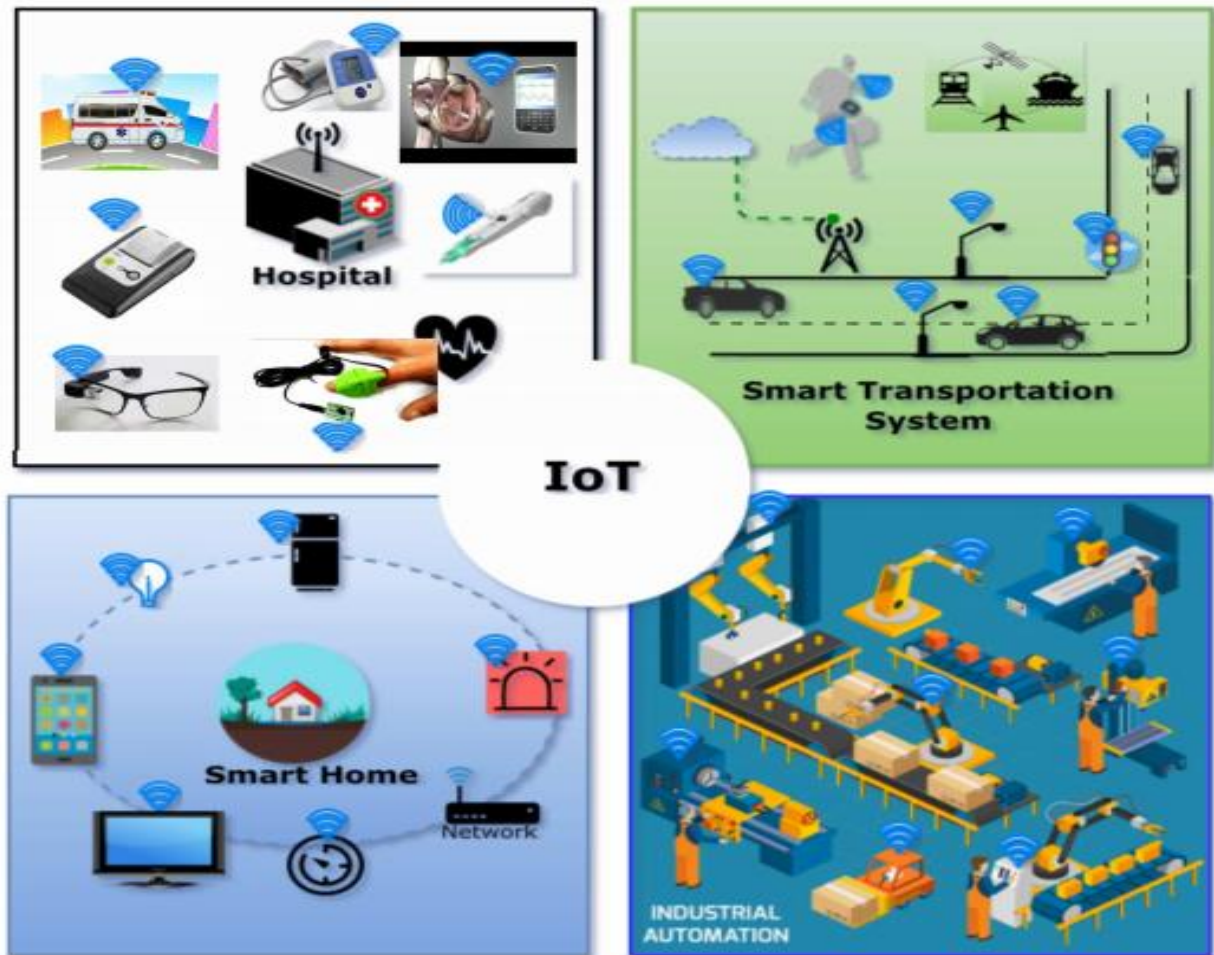 Hospital
Smart Transportation
System
IoT
Smart Home
Network
INDUSTRIAL
AUTOMATION